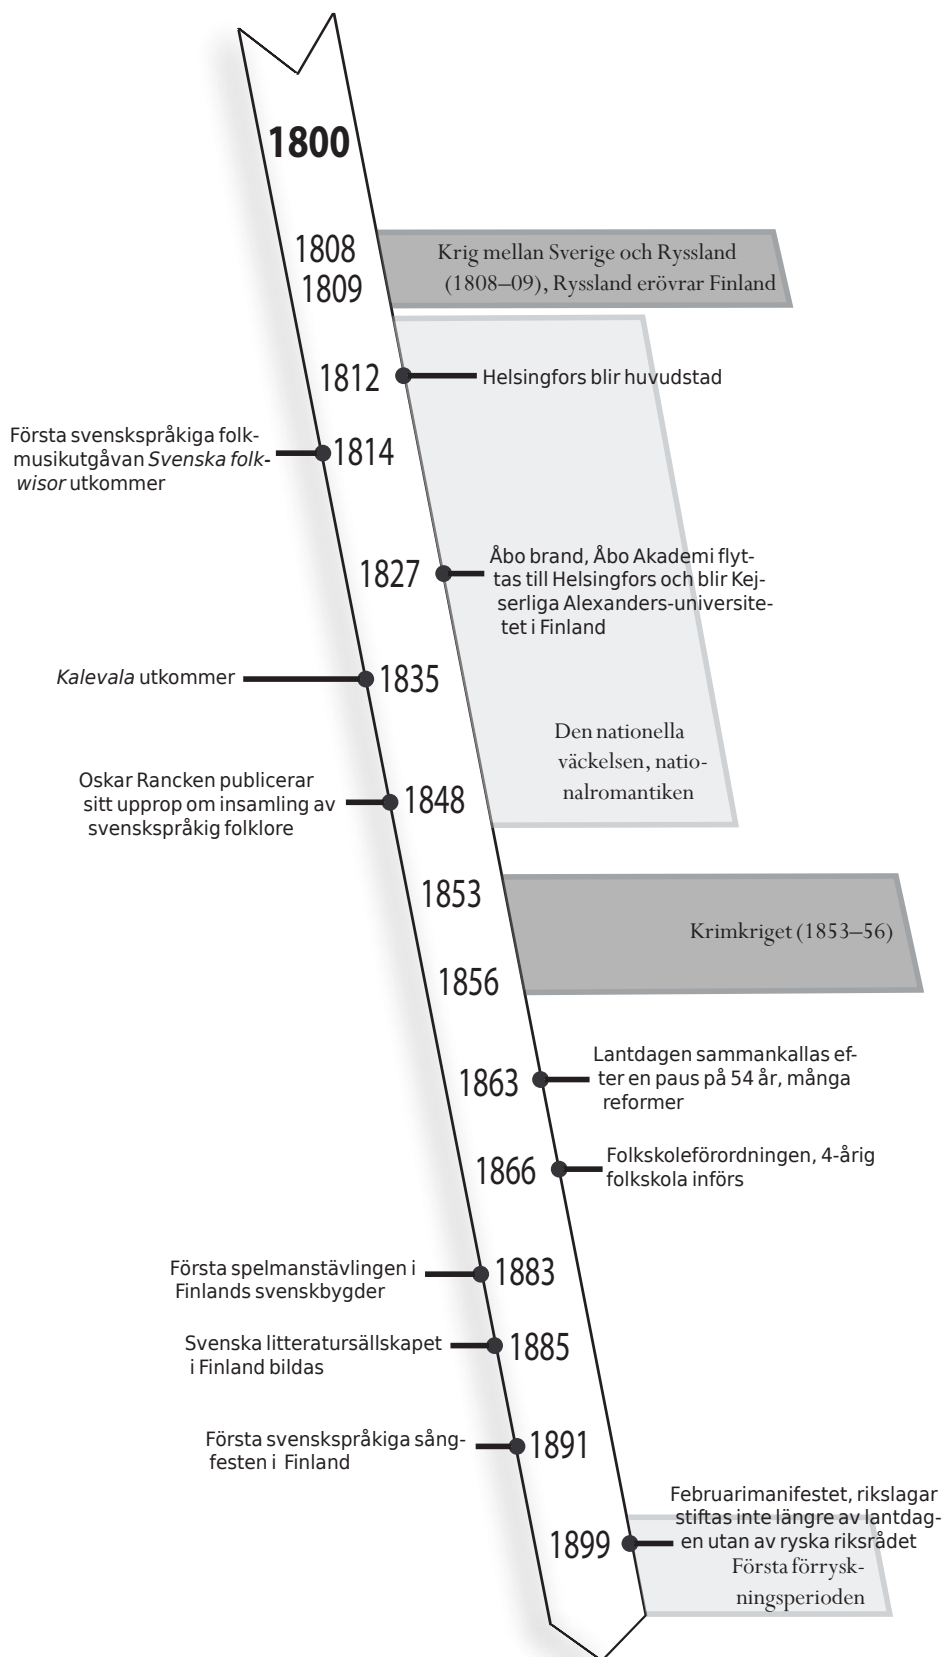 1800
1808
1809
Krig mellan Sverige och Ryssland
(1808–09), Ryssland erövrar Finland
1812
Helsingfors blir huvudstad
Första svenskspråkiga folk-
musikutgåvan Svenska folk-
wisor utkommer
1814
1827
Åbo brand, Åbo Akademi flyt-
tas till Helsingfors och blir Kej-
serliga Alexanders-universite-
tet i Finland
Kalevala utkommer
1835
Den nationella
väckelsen, natio-
nalromantiken
Oskar Rancken publicerar
sitt upprop om insamling av
svenskspråkig folklore
1848
1853
Krimkriget (1853–56)
1856
1863
Lantdagen sammankallas ef-
ter en paus på 54 år, många
reformer
1866
Folkskoleförordningen, 4-årig
folkskola införs
Första spelmanstävlingen i
Finlands svenskbygder
1883
Svenska litteratursällskapet
i Finland bildas
1885
Första svenskspråkiga sång-
festen i Finland
1891
1899
Februarimanifestet, rikslagar
stiftas inte längre av lantdag-
en utan av ryska riksrådet
Första förrysk-
ningsperioden